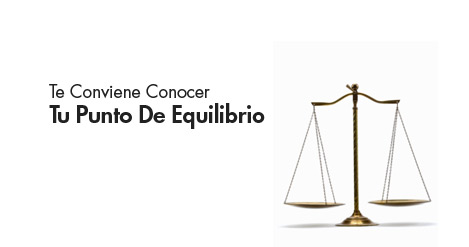 Te Conviene Conocer
Tu Punto De Equilibrio